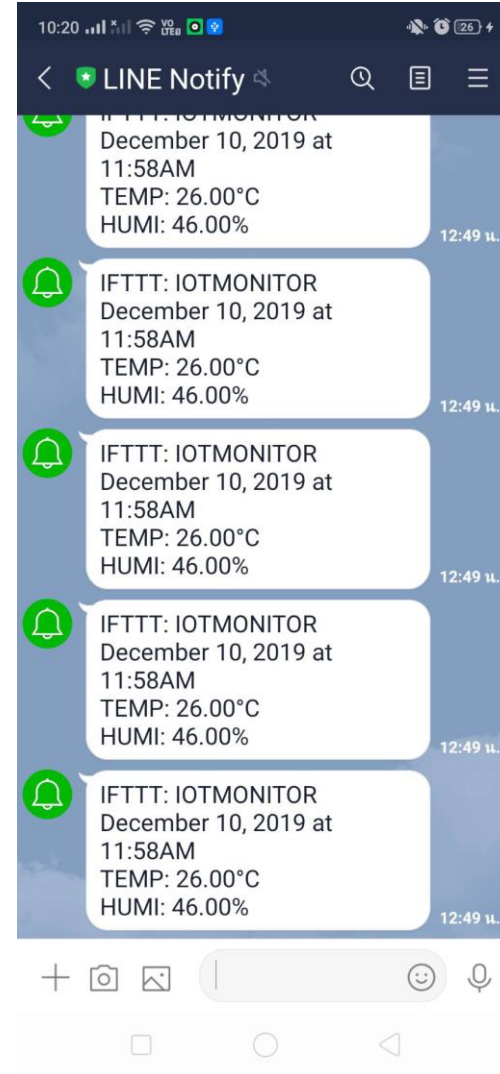 10:20
VO
LTE
26
LINE Notify
IFTTT: IOTMONITOR
December 10, 2019 at
11:58AM
TEMP: 26.00°C
HUMI: 46.00%
12:49 น.
IFTTT: IOTMONITOR
December 10, 2019 at
11:58AM
TEMP: 26.00°C
HUMI: 46.00%
12:49 น.
IFTTT: IOTMONITOR
December 10, 2019 at
11:58AM
TEMP: 26.00°C
HUMI: 46.00%
12:49 น.
IFTTT: IOTMONITOR
December 10, 2019 at
11:58AM
TEMP: 26.00°C
HUMI: 46.00%
12:49 น.
IFTTT: IOTMONITOR
December 10, 2019 at
11:58AM
TEMP: 26.00°C
HUMI: 46.00%
12:49 น.